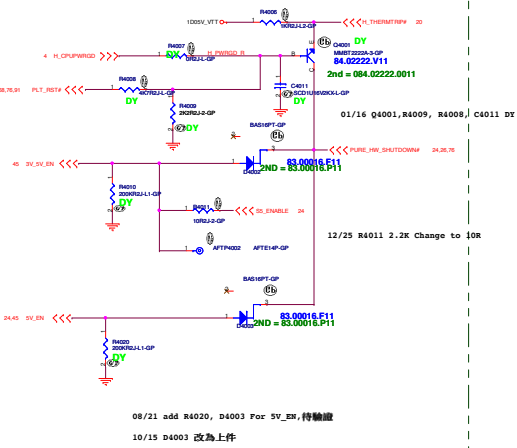 R4006
1D05V_VTT
1KR2J-L2-GP
H_THERMTRIP# 20
Q4001
MMBT2222A-3-GP
DY
84.02222.V11
2nd = 084.02222.0011
4 H_CPUPWRGD
R4007
0R2J-L-GP
H_PWRGD_R
DY
B
E
C
PLT_RST#
R4008
4K7R2J-L-GP
DY
R4009
2K2R2J-2-GP
DY
C4011
SCD1U16V2KX-L-GP
DY
01/16 Q4001,R4009, R4008, C4011 DY
BAS16PT-GP
45 3V_5V_EN
D4002
83.00016.F11
2ND = 83.00016.P11
PURE_HW_SHUTDOWN# 24,26,76
R4010
200KR2J-L1-GP
DY
R4011
10R2J-2-GP
S5_ENABLE 24
12/25 R4011 2.2K Change to 10R
AFTP4002 AFTE14P-GP
BAS16PT-GP
24,45 5V_EN
D4003
83.00016.F11
2ND = 83.00016.P11
R4020
200KR2J-L1-GP
DY
08/21 add R4020, D4003 For 5V_EN,待驗證
10/15 D4003 改為上件